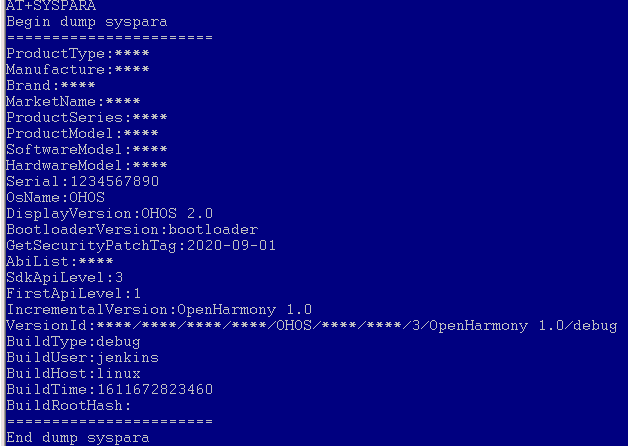 AT+SYSPARA
Begin dump syspara
=======================
ProductType:****
Manufacture:****
Brand:****
MarketName:****
ProductSeries:****
ProductModel:****
SoftwareModel:****
HardwareModel:****
Serial:1234567890
OsName:OHOS
DisplayVersion:OHOS 2.0
BootloaderVersion:bootloader
GetSecurityPatchTag:2020-09-01
AbiList:****
SdkApiLevel:3
FirstApiLevel:1
IncrementalVersion:OpenHarmony 1.0
VersionId:****/****/****/****/OHOS/****/****/3/OpenHarmony 1.0/debug
BuildType:debug
BuildUser:jenkins
BuildHost:linux
BuildTime:1611672823460
BuildRootHash:
=======================
End dump syspara